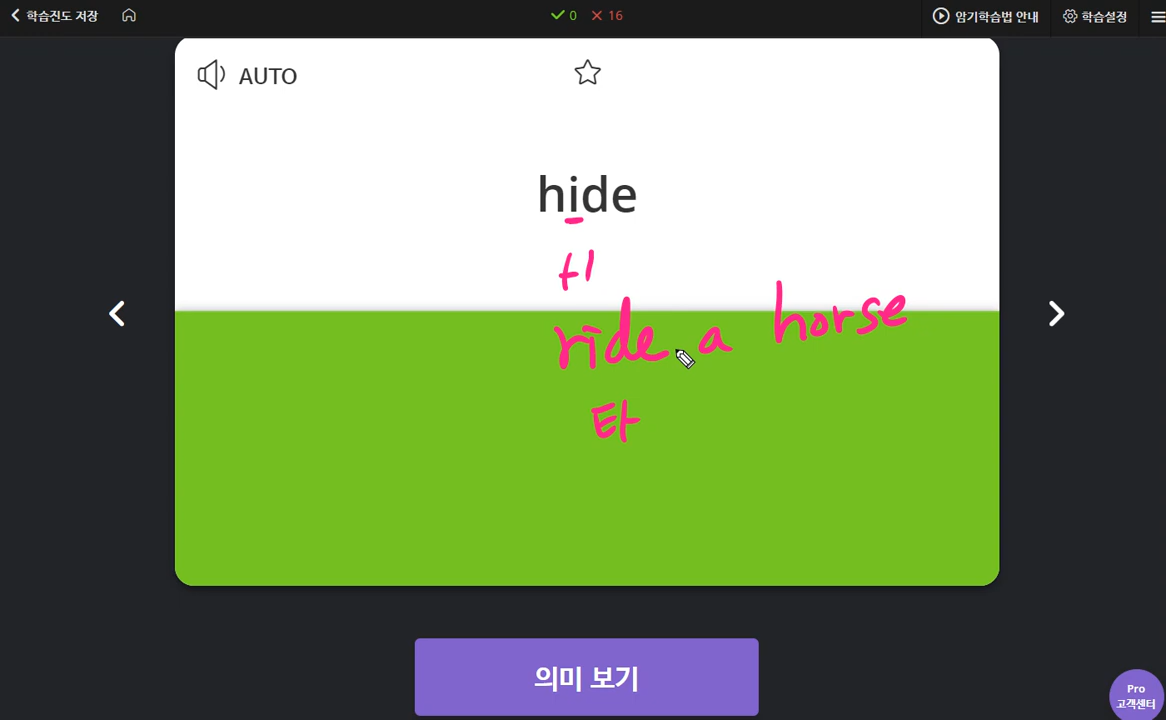 학습진도 저장 0 16 암기학습법 안내 학습설정
AUTO
hide
ride a horse
타
의미 보기
Pro
고객센터